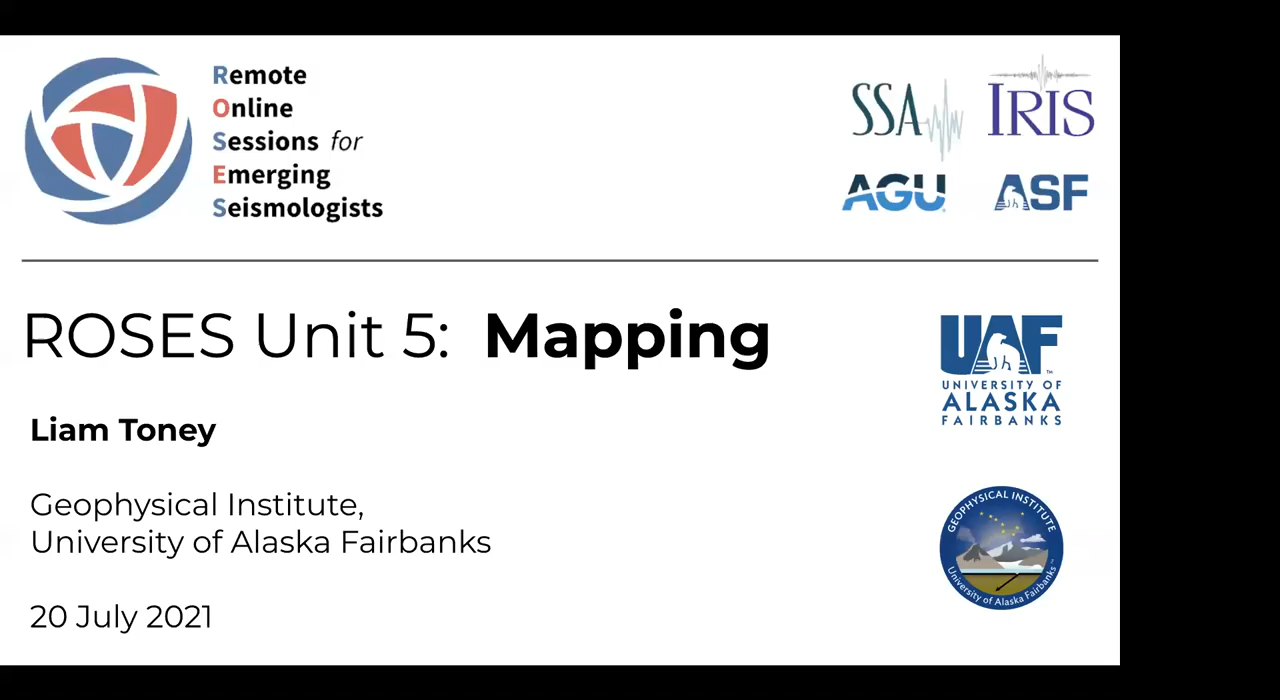 Remote
Online
Sessions for
Emerging
Seismologists
SSA
IRIS
AGU
ASF
ROSES Unit 5: Mapping
UAF
UNIVERSITY OF
ALASKA
FAIRBANKS
Liam Toney
Geophysical Institute,
University of Alaska Fairbanks
GEOPHYSICAL INSTITUTE
University of Alaska Fairbanks
20 July 2021